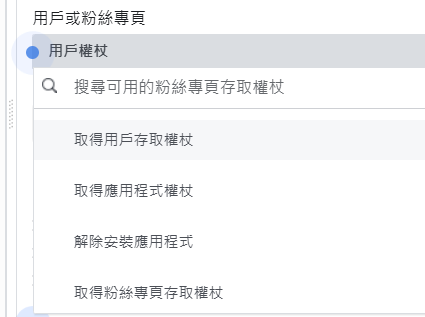 用戶或粉絲專頁
用戶權杖
搜尋可用的粉絲專頁存取權杖
取得用戶存取權杖
取得應用程式權杖
解除安裝應用程式
取得粉絲專頁存取權杖